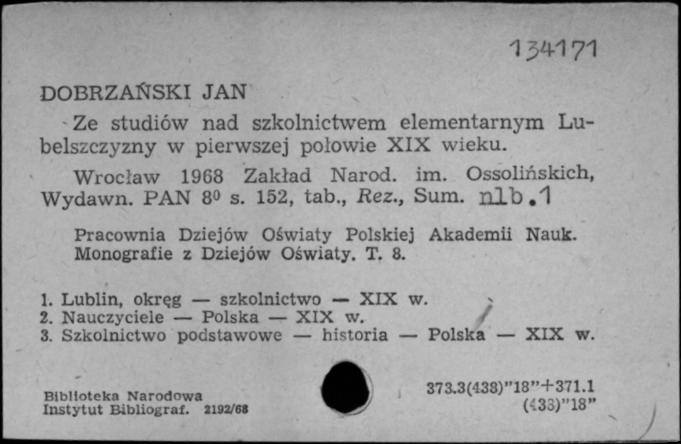 134171
DOBRZAŃSKI JAN
Ze studiów nad szkolnictwem elementarnym Lu-
belszczyzny w pierwszej połowie XIX wieku.
Wrocław 1968 Zakład Narod. im. Ossolińskich,
Wydawn. PAN 8⁰ s. 152, tab., Rez., Sum. nlb.1
Pracownia Dziejów Oświaty Polskiej Akademii Nauk.
Monografie z Dziejów Oświaty. T. 8.
1. Lublin, okręg — szkolnictwo — XIX w.
2. Nauczyciele — Polska — XIX w.
3. Szkolnictwo podstawowe — historia — Polska — XIX w.
Biblioteka Narodowa
Instytut Bibliograf. 2192/68
373.3(438)"18"+371.1
(438)"18"